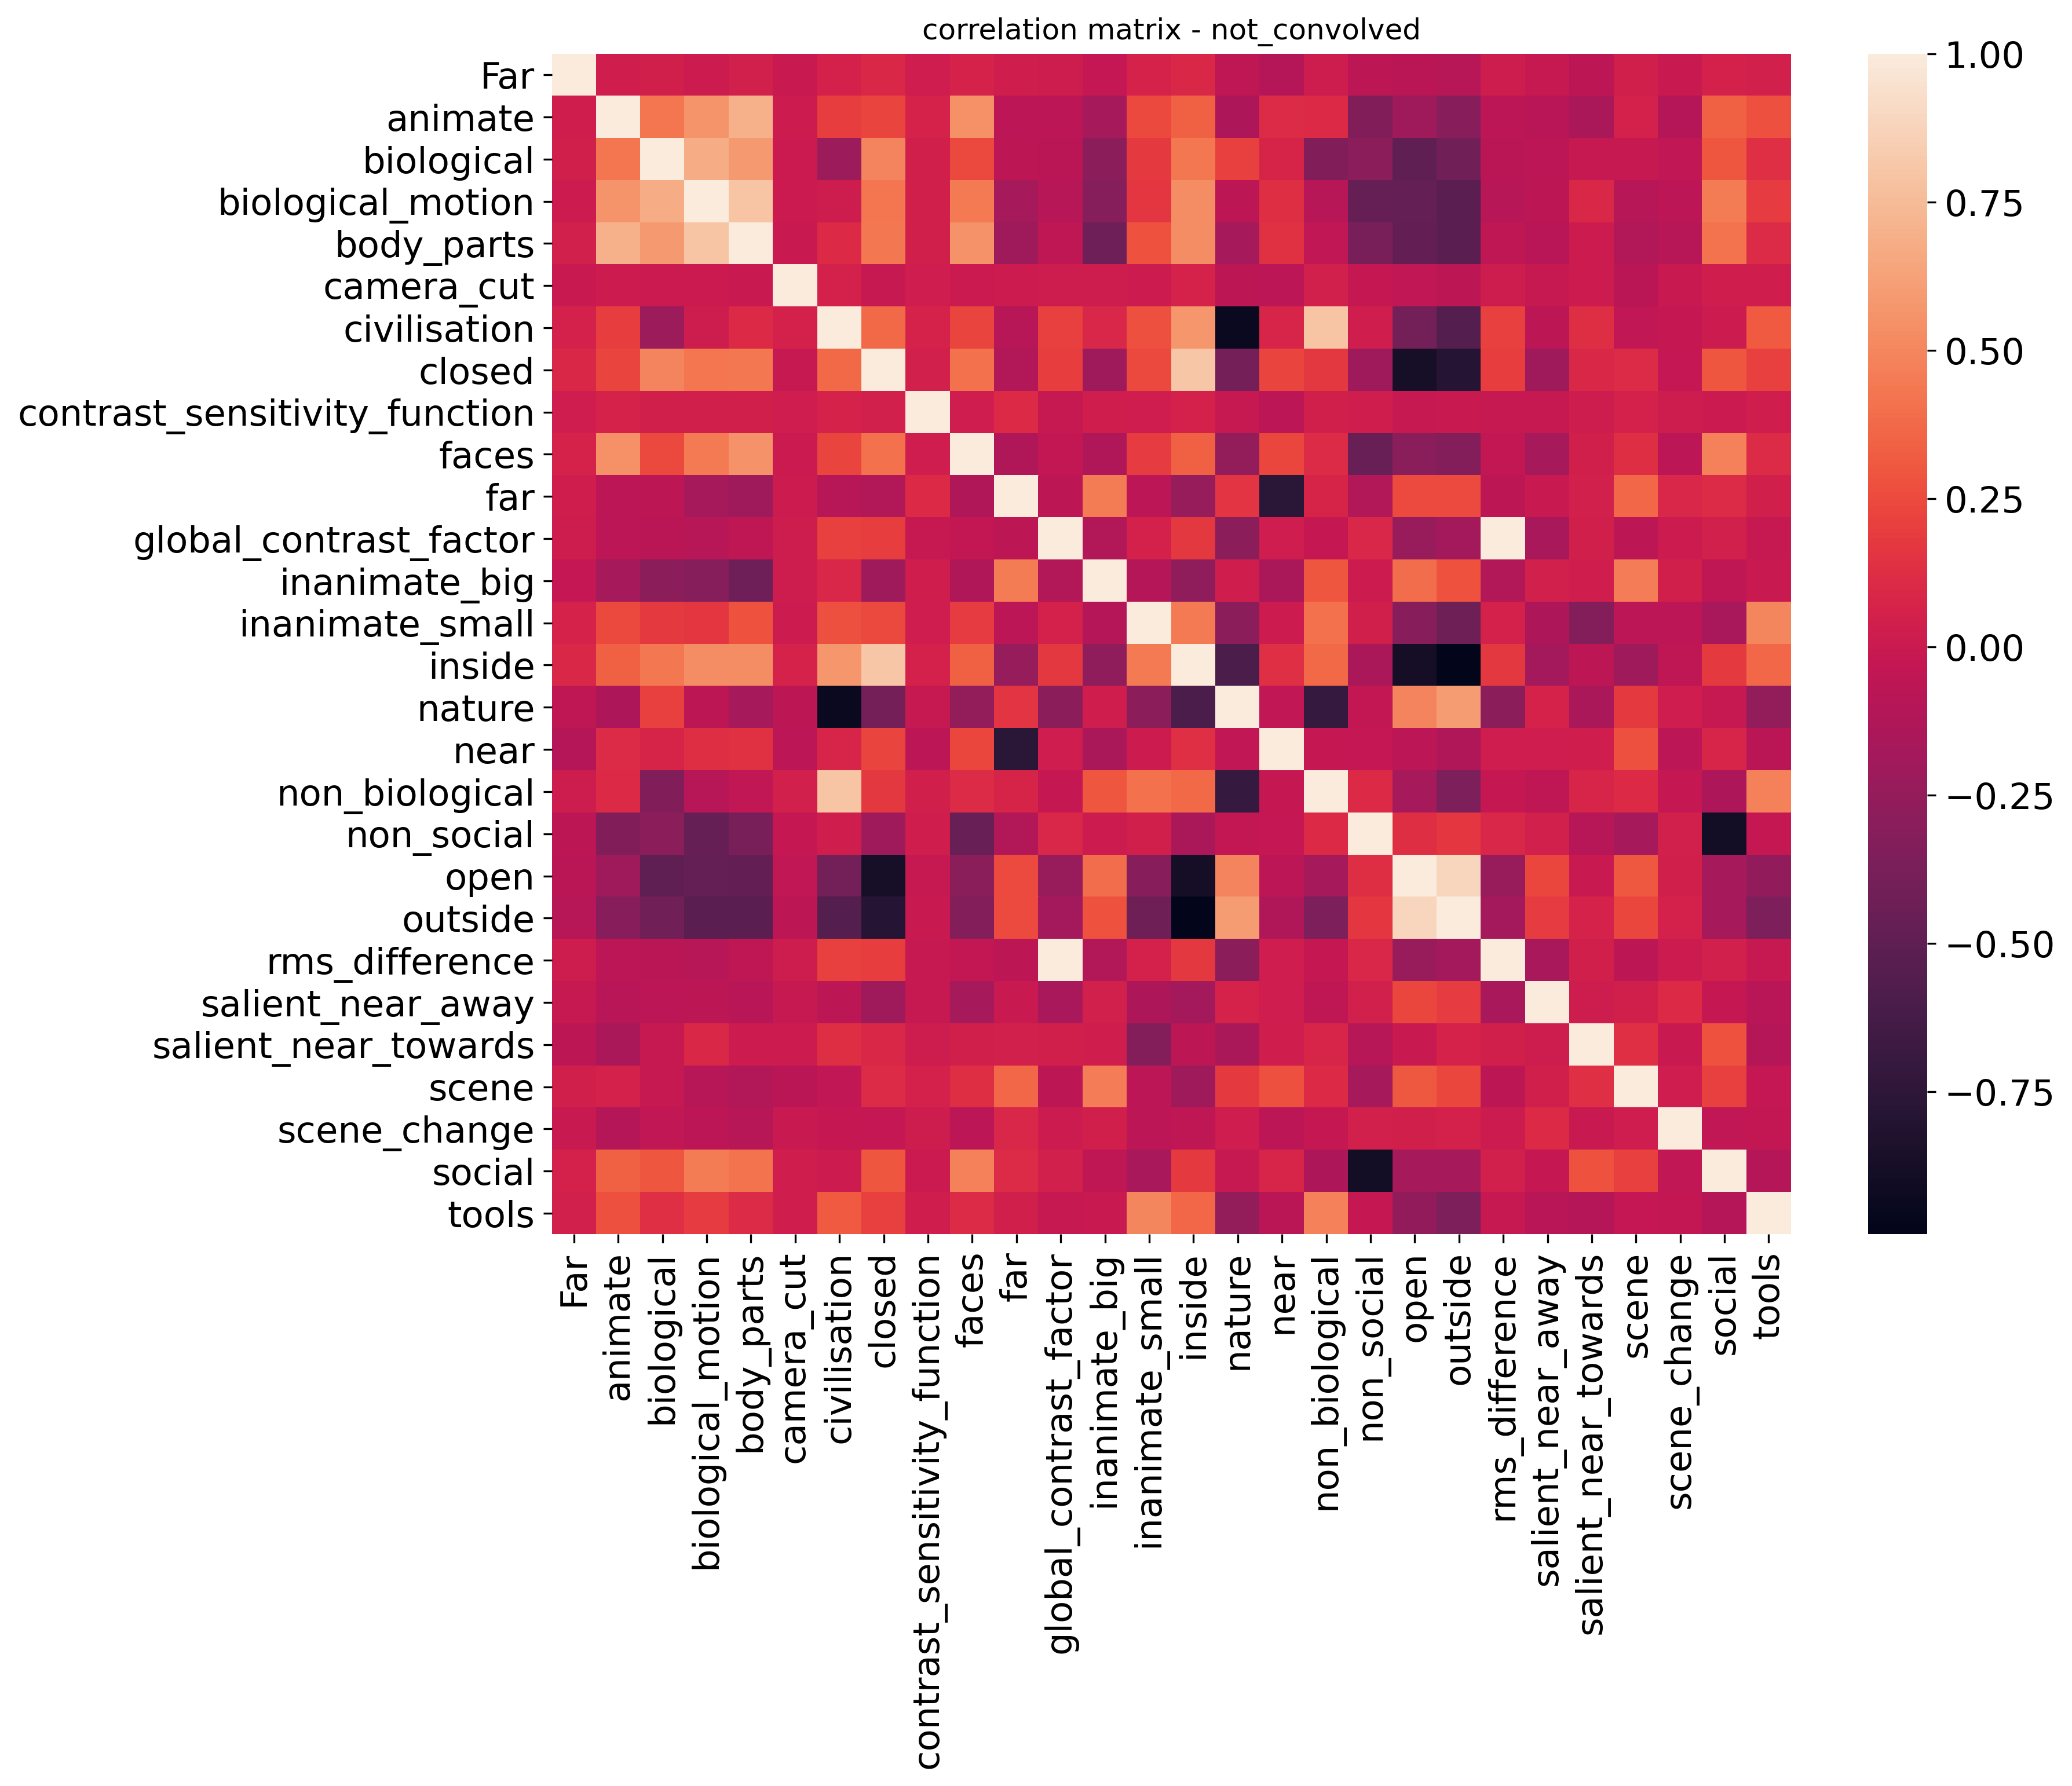 correlation matrix - not_convolved
Far
animate
biological
biological_motion
body_parts
camera_cut
civilisation
closed
contrast_sensitivity_function
faces
far
global_contrast_factor
inanimate_big
inanimate_small
inside
nature
near
non_biological
non_social
open
outside
rms_difference
salient_near_away
salient_near_towards
scene
scene_change
social
tools
Far
animate
biological
biological_motion
body_parts
camera_cut
civilisation
closed
contrast_sensitivity_function
faces
far
global_contrast_factor
inanimate_big
inanimate_small
inside
nature
near
non_biological
non_social
open
outside
rms_difference
salient_near_away
salient_near_towards
scene
scene_change
social
tools
1.00
0.75
0.50
0.25
0.00
−0.25
−0.50
−0.75